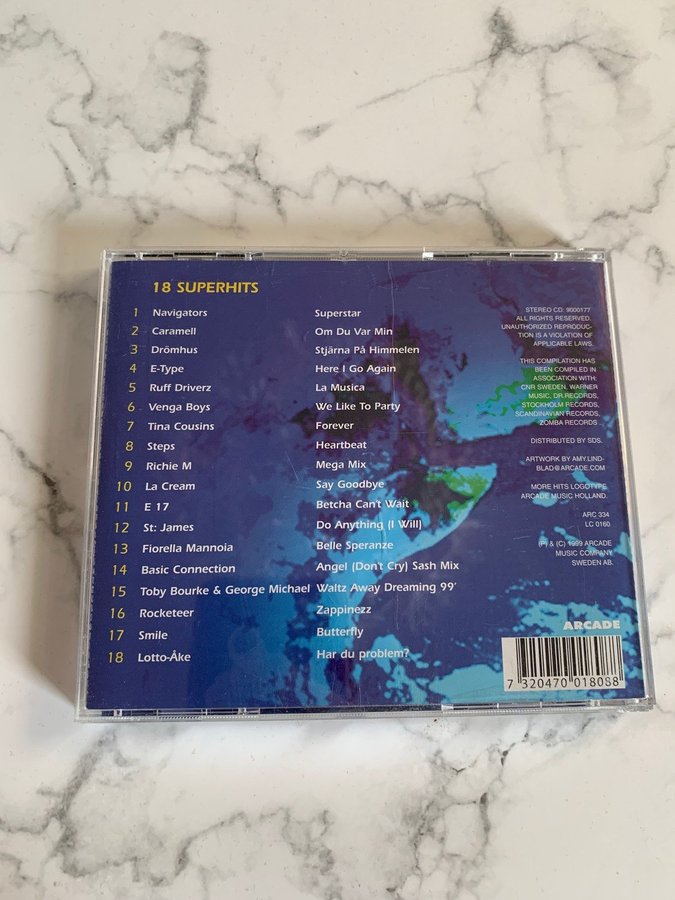 18 SUPERHITS
1 Navigators Superstar
2 Caramell Om Du Var Min
3 Drömhus Stjärna På Himmelen
4 E-Type Here I Go Again
5 Ruff Driverz La Musica
6 Venga Boys We Like To Party
7 Tina Cousins Forever
8 Steps Heartbeat
9 Richie M Mega Mix
10 La Cream Say Goodbye
11 E 17 Betcha Can't Wait
12 St: James Do Anything (I Will)
13 Fiorella Mannoia Belle Speranze
14 Basic Connection Angel (Don't Cry) Sash Mix
15 Toby Bourke & George Michael Waltz Away Dreaming 99'
16 Rocketeer Zappinezz
17 Smile Butterfly
18 Lotto-Åke Har du problem?
STEREO CD: 9000177
ALL RIGHTS RESERVED.
UNAUTHORIZED REPRODUC-
TION IS A VIOLATION OF
APPLICABLE LAWS.
THIS COMPILATION HAS
BEEN COMPILED IN
ASSOCIATION WITH:
CNR SWEDEN, WARNER
MUSIC, DR.RECORDS,
STOCKHOLM RECORDS,
SCANDINAVIAN RECORDS,
ZOMBA RECORDS
DISTRIBUTED BY SDS.
ARTWORK BY AMY.LIND-
BLAD@ARCADE.COM
MORE HITS LOGOTYPE
ARCADE MUSIC HOLLAND.
ARC 334
LC 0160
(P) & (C) 1999 ARCADE
MUSIC COMPANY
SWEDEN AB.
ARCADE
7 320470 018088